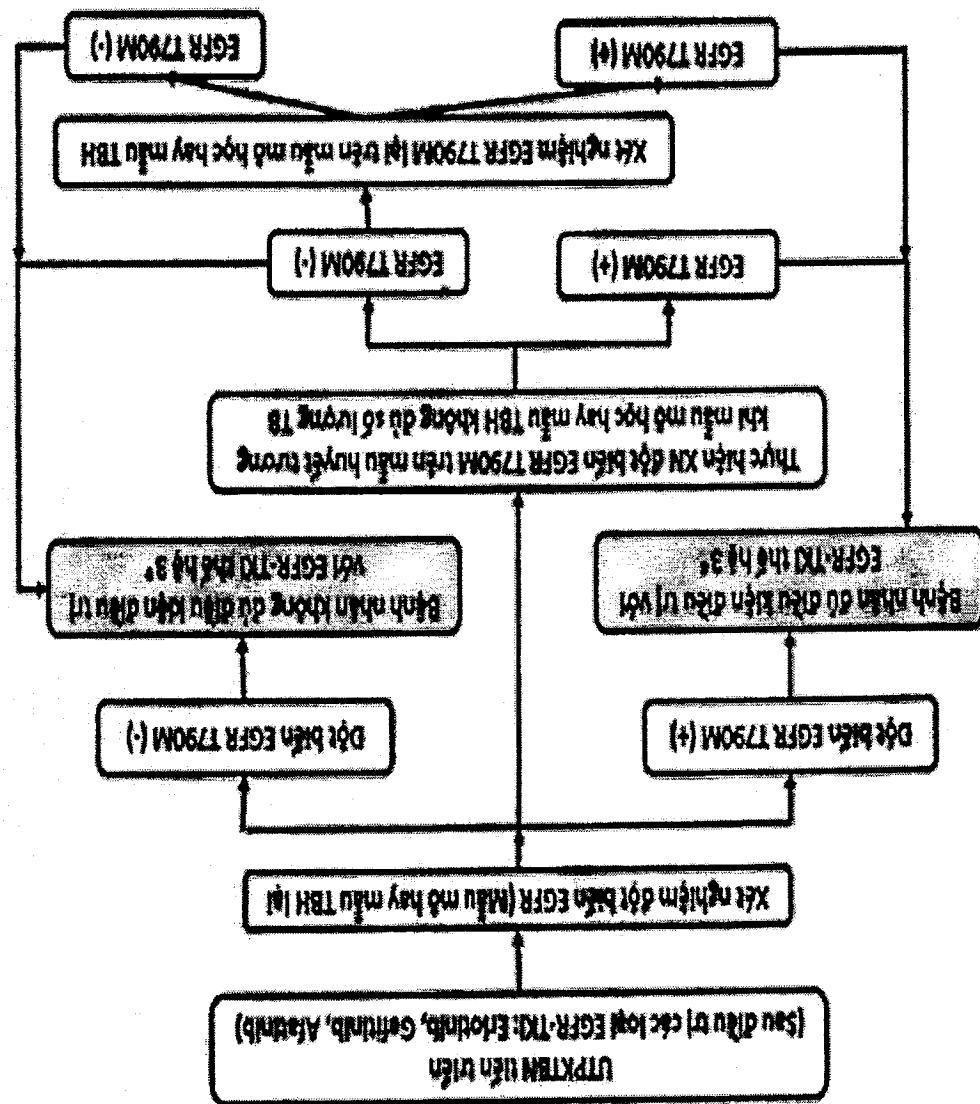 UTPKTBN tiến triển
(Sau điều trị các loại EGFR-TKI: Erlotinib, Gefitinib, Afatinib)
Xét nghiệm đột biến EGFR (Mẫu mô hay mẫu TBH lại
Đột biến EGFR T790M (+)
Đột biến EGFR T790M (-)
Bệnh nhân đủ điều kiện điều trị với
EGFR-TKI thế hệ 3*
Bệnh nhân không đủ điều kiện điều trị
với EGFR-TKI thế hệ 3*
Thực hiện XN đột biến EGFR T790M trên mẫu huyết tương
khi mẫu mô học hay mẫu TBH không đủ số lượng TB
EGFR T790M (+)
EGFR T790M (-)
Xét nghiệm EGFR T790M lại trên mẫu mô học hay mẫu TBH
EGFR T790M (+)
EGFR T790M (-)